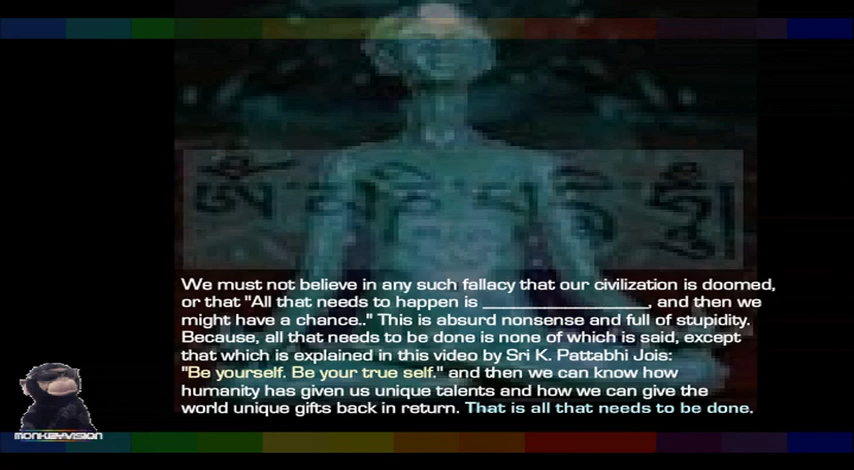 We must not believe in any such fallacy that our civilization is doomed,
or that "All that needs to happen is ____________________, and then we
might have a chance.." This is absurd nonsense and full of stupidity.
Because, all that needs to be done is none of which is said, except
that which is explained in this video by Sri K. Pattabhi Jois:
"Be yourself. Be your true self." and then we can know how
humanity has given us unique talents and how we can give the
world unique gifts back in return. That is all that needs to be done.
MONKEYVISION